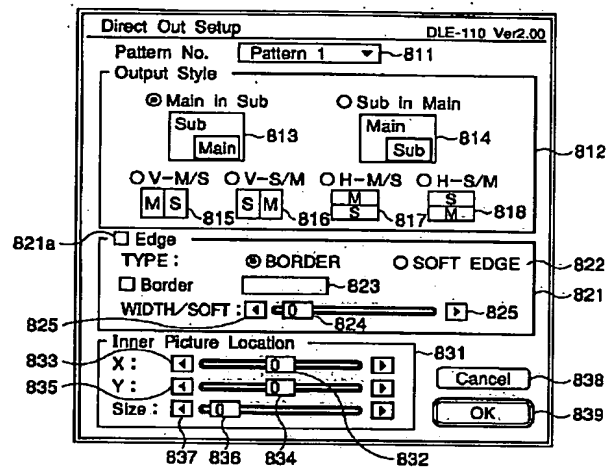 Direct Out Setup DLE-110 Ver2.00
Pattern No. Pattern 1 811
Output Style
Main in Sub Sub in Main
Sub Main 813 Main Sub 814
812
V-M/S V-S/M H-M/S H-S/M
M S 815 S M 816 M S 817 S M 818
821a Edge
TYPE: BORDER SOFT EDGE 822
Border 823 821
WIDTH/SOFT: 0 825
825 824
Inner Picture Location 831
833 X: 0
835 Y: 0 Cancel 838
Size: 0 OK 839
837 836 834 832